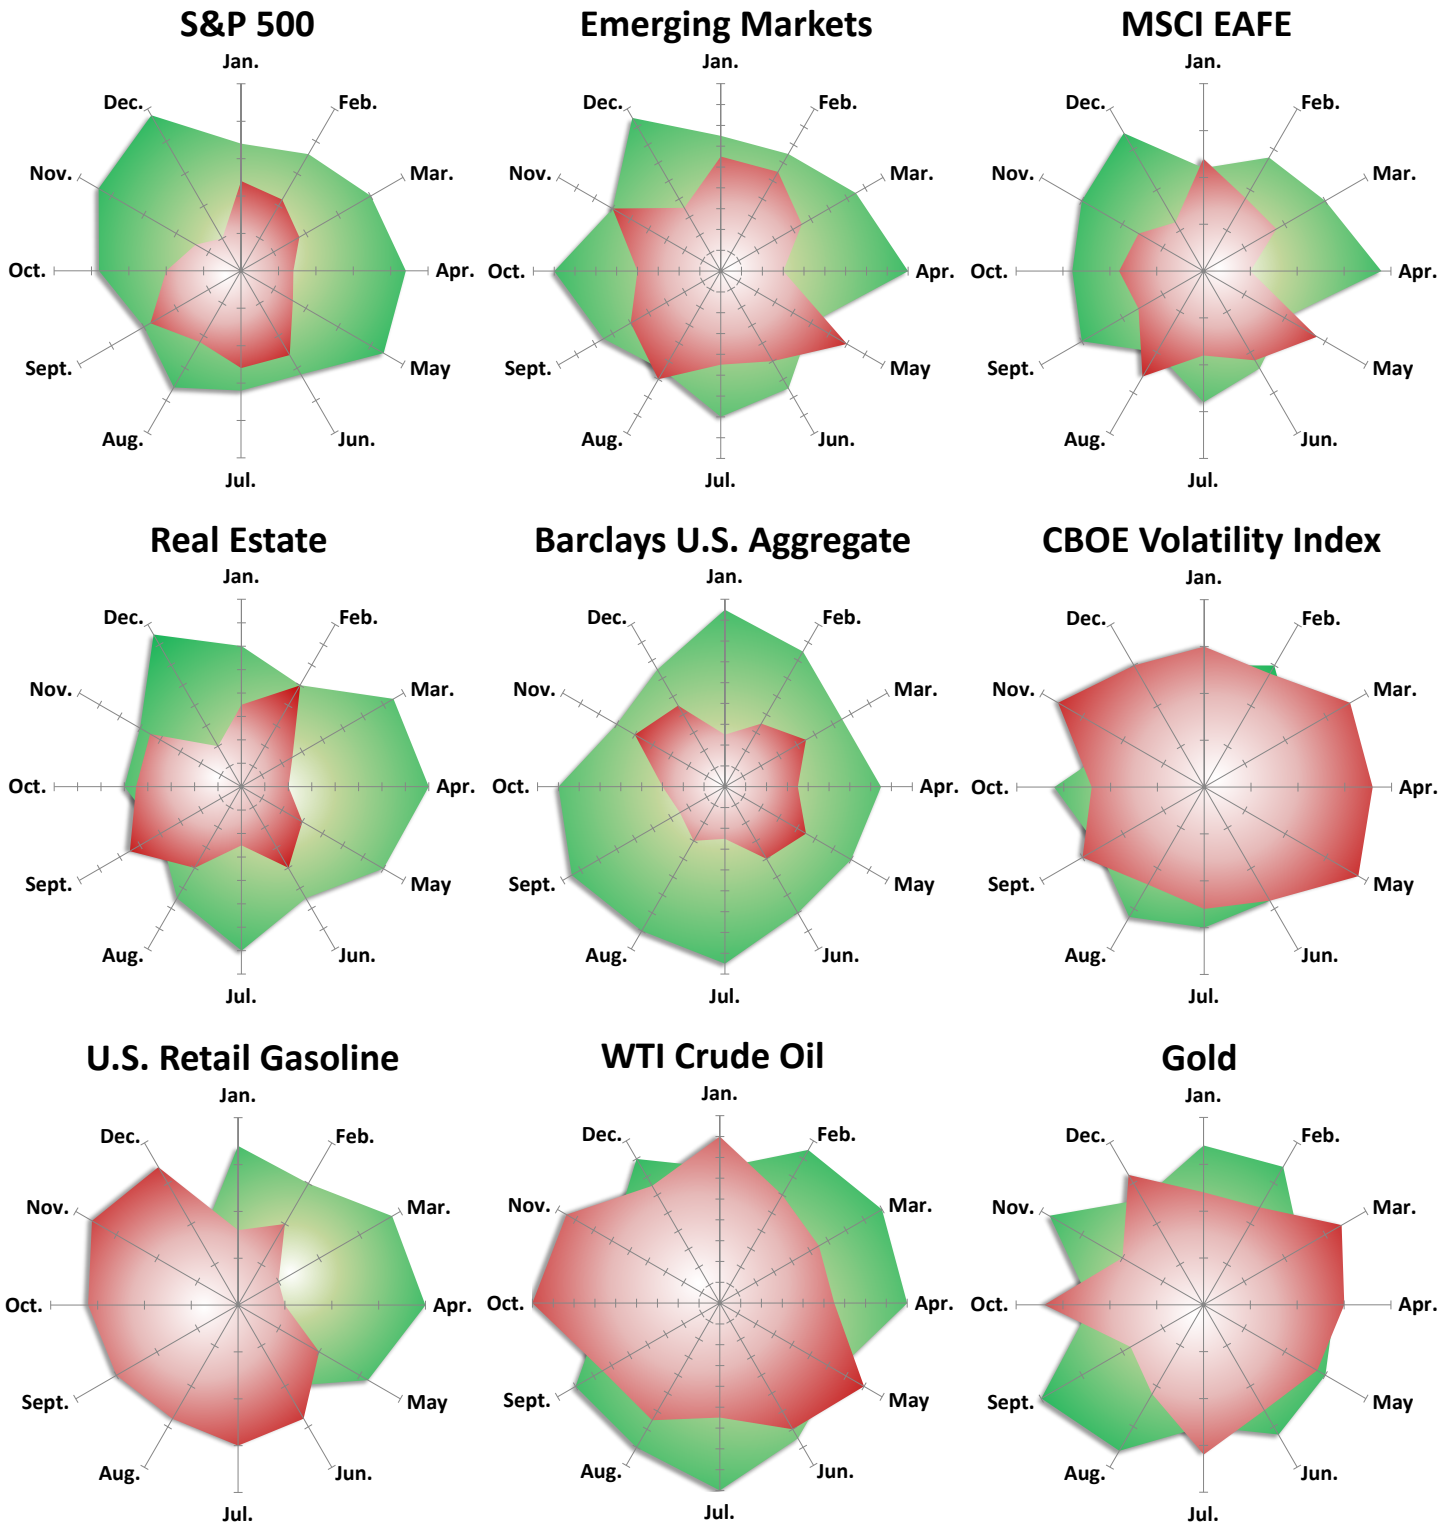 S&P 500
Jan.
Dec.
Feb.
Nov.
Mar.
Oct.
Apr.
Sept.
May
Aug.
Jun.
Jul.
Emerging Markets
Jan.
Dec.
Feb.
Nov.
Mar.
Oct.
Apr.
Sept.
May
Aug.
Jun.
Jul.
MSCI EAFE
Jan.
Dec.
Feb.
Nov.
Mar.
Oct.
Apr.
Sept.
May
Aug.
Jun.
Jul.
Real Estate
Jan.
Dec.
Feb.
Nov.
Mar.
Oct.
Apr.
Sept.
May
Aug.
Jun.
Jul.
Barclays U.S. Aggregate
Jan.
Dec.
Feb.
Nov.
Mar.
Oct.
Apr.
Sept.
May
Aug.
Jun.
Jul.
CBOE Volatility Index
Jan.
Dec.
Feb.
Nov.
Mar.
Oct.
Apr.
Sept.
May
Aug.
Jun.
Jul.
U.S. Retail Gasoline
Jan.
Dec.
Feb.
Nov.
Mar.
Oct.
Apr.
Sept.
May
Aug.
Jun.
Jul.
WTI Crude Oil
Jan.
Dec.
Feb.
Nov.
Mar.
Oct.
Apr.
Sept.
May
Aug.
Jun.
Jul.
Gold
Jan.
Dec.
Feb.
Nov.
Mar.
Oct.
Apr.
Sept.
May
Aug.
Jun.
Jul.